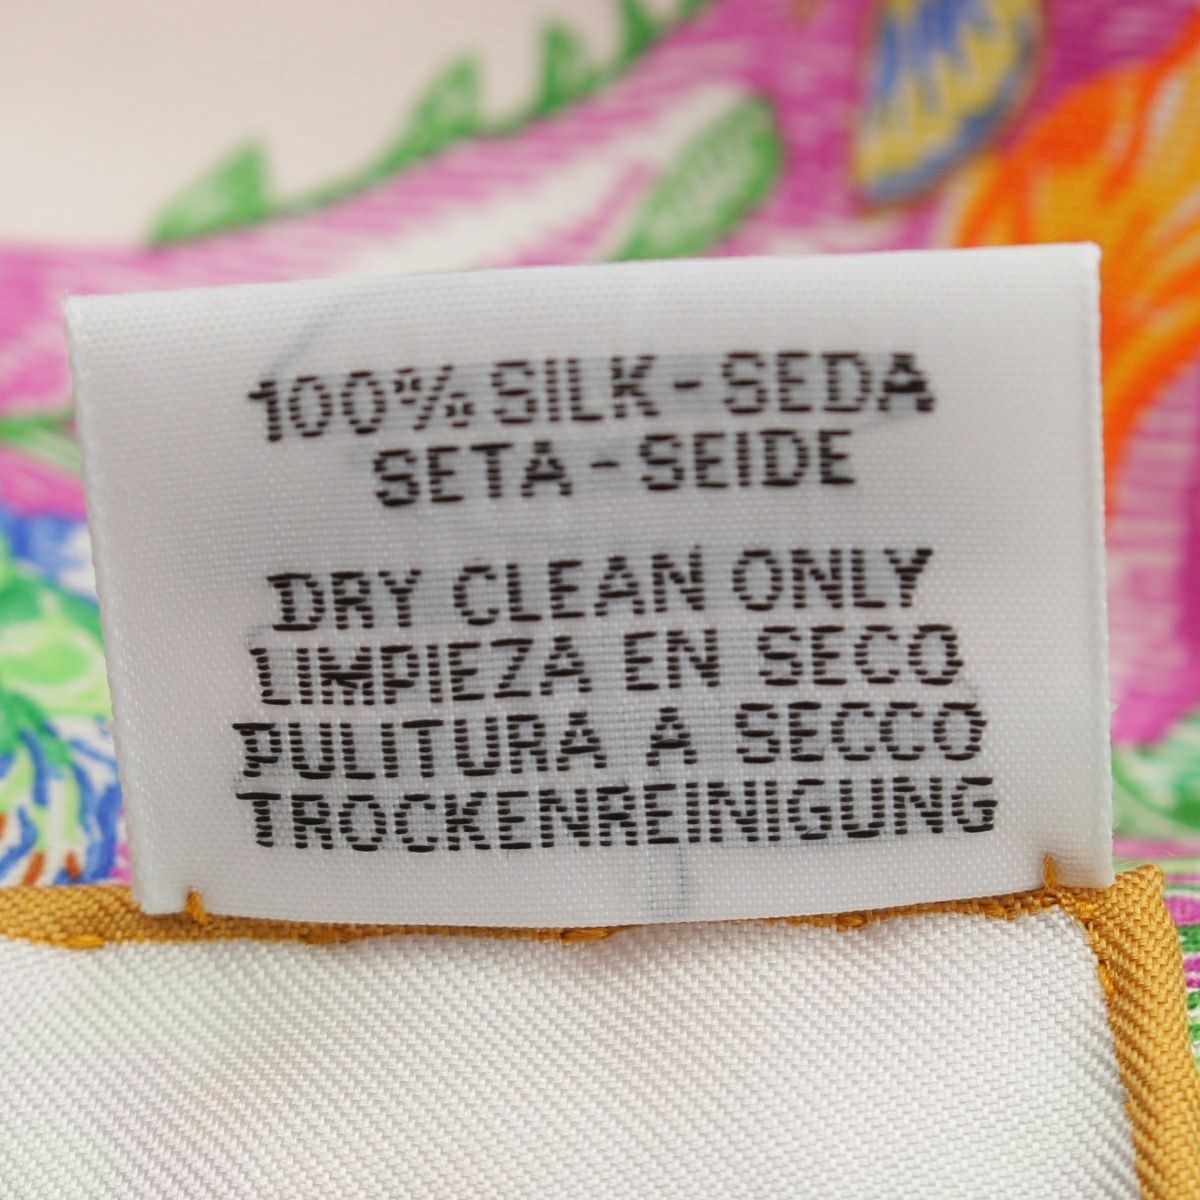 100% SILK - SEDA
SETA - SEIDE
DRY CLEAN ONLY
LIMPIEZA EN SECO
PULITURA A SECCO
TROCKENREINIGUNG